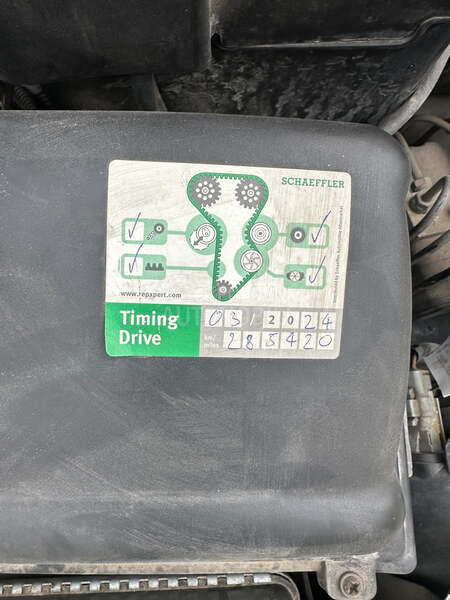 SCHAEFFLER
www.repxpert.com
Timing 03/2024
Drive km/miles 285420